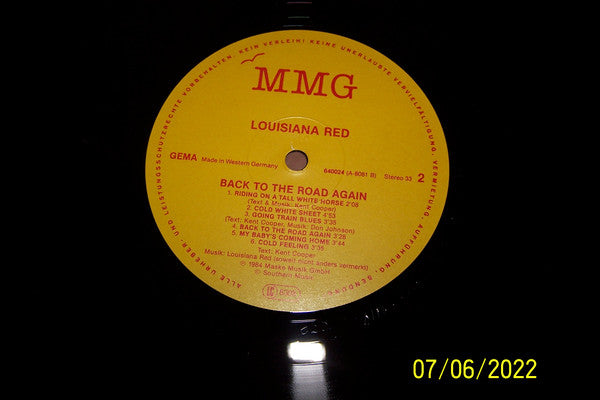 ALLE URHEBER- UND LEISTUNGSSCHUTZRECHTE VORBEHALTEN. KEIN VERLEIH! KEINE UNERLAUBTE VERVIELFÄLTIGUNG, VERMIETUNG, AUFFÜHRUNG, SENDUNG
MMG
LOUISIANA RED
GEMA Made in Western Germany
640024 (A-8081 B) Stereo 33 2
BACK TO THE ROAD AGAIN
1. RIDING ON A TALL WHITE HORSE 2'08
(Text & Musik: Kent Cooper)
2. COLD WHITE SHEET 4'53
3. GOING TRAIN BLUES 3'35
(Text: Kent Cooper, Musik: Don Johnson)
4. BACK TO THE ROAD AGAIN 3'28
5. MY BABY'S COMING HOME 3'44
6. COLD FEELING 3'36
Text: Kent Cooper
Musik: Louisiana Red (soweit nicht anders vermerkt)
℗ 1984 Maske Musik GmbH
© Southern Musik
LC
07/06/2022